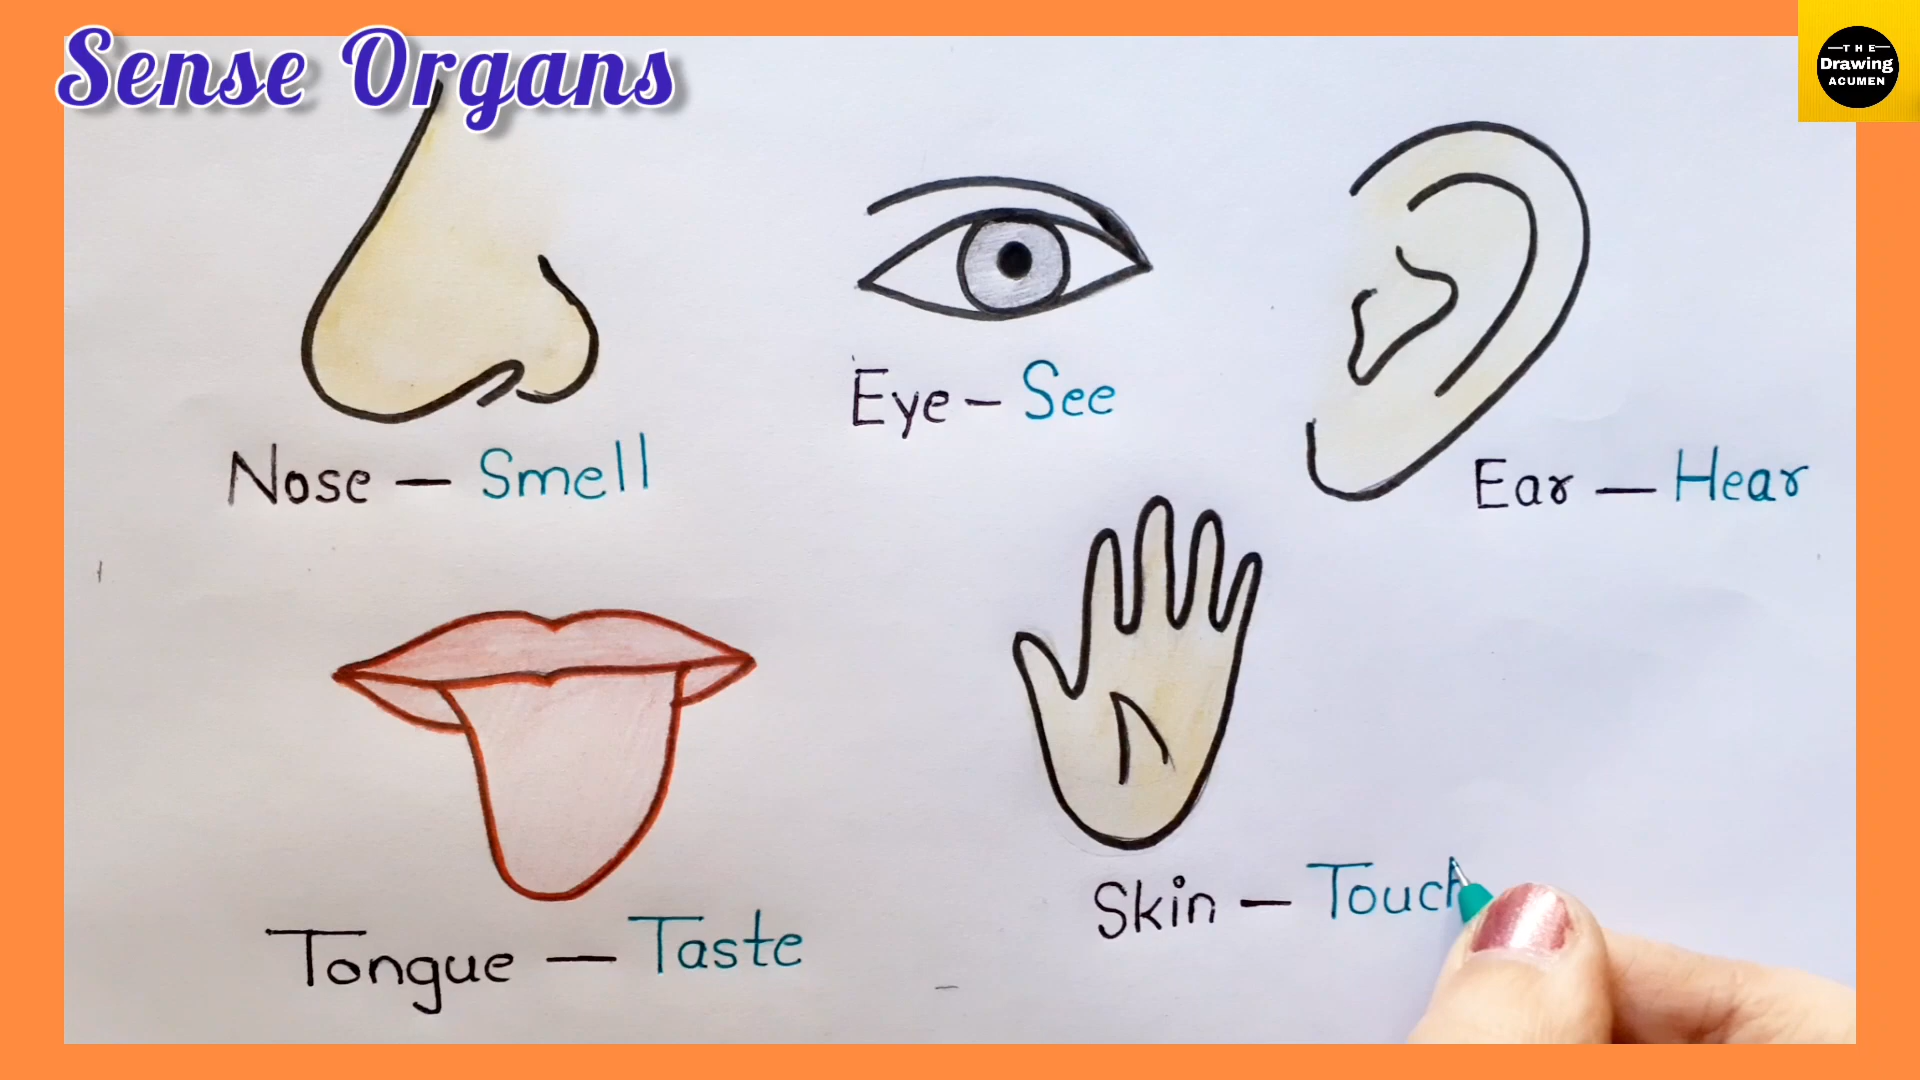 Sense Organs
THE
Drawing
ACUMEN
Eye – See
Nose – Smell
Ear – Hear
Skin – Touch
Tongue – Taste